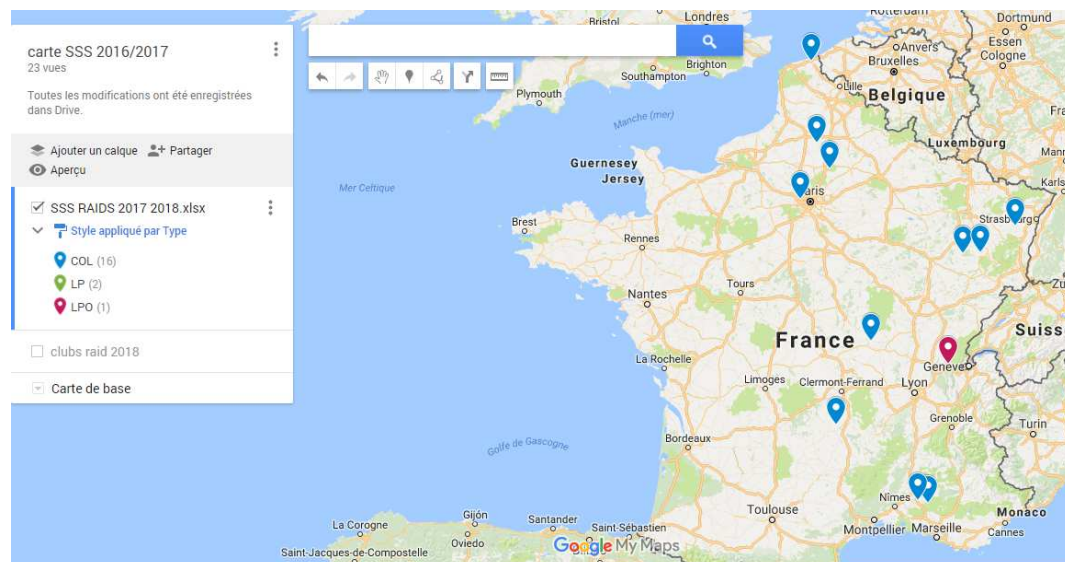 carte SSS 2016/2017
23 vues
Toutes les modifications ont été enregistrées
dans Drive.
Ajouter un calque Partager
Aperçu
SSS RAIDS 2017 2018.xlsx
Style appliqué par Type
COL (16)
LP (2)
LPO (1)
clubs raid 2018
Carte de base
Bristol
Londres
Rotterdam
Dortmund
Essen
Anvers
Cologne
Bruxelles
Brighton
Southampton
Plymouth
Lille
Belgique
Manche (mer)
Luxembourg
Guernesey
Jersey
Mer Celtique
Paris
Strasbourg
Brest
Rennes
Nantes
Tours
France
Suiss
Genève
La Rochelle
Limoges
Clermont-Ferrand
Lyon
Grenoble
Turin
Golfe de Gascogne
Bordeaux
Nîmes
Monaco
Toulouse
Montpellier
Marseille
Cannes
La Corogne
Gijón
Santander
Saint-Sébastien
Oviedo
Saint-Jacques-de-Compostelle
Google My Maps